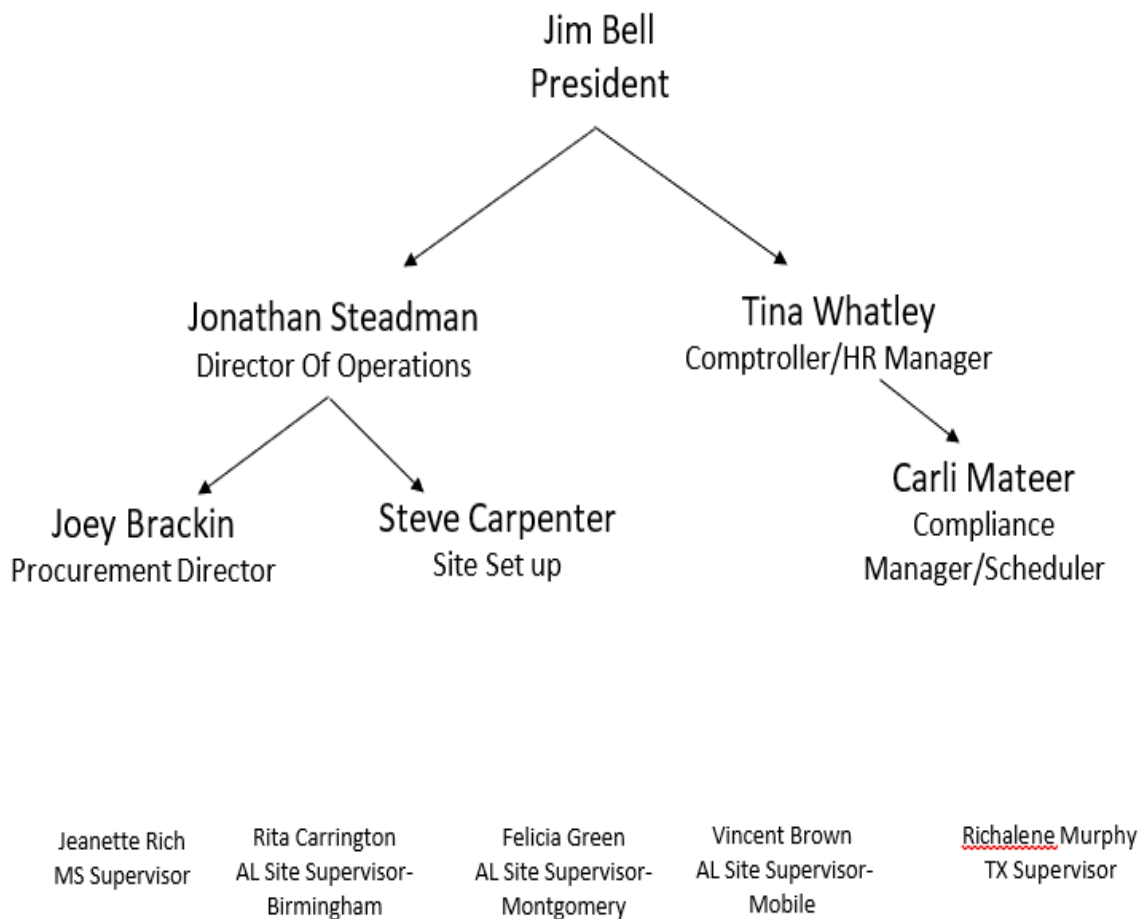 Jim Bell
President
Jonathan Steadman
Director Of Operations
Tina Whatley
Comptroller/HR Manager
Joey Brackin
Procurement Director
Steve Carpenter
Site Set up
Carli Mateer
Compliance
Manager/Scheduler
Jeanette Rich
MS Supervisor
Rita Carrington
AL Site Supervisor-
Birmingham
Felicia Green
AL Site Supervisor-
Montgomery
Vincent Brown
AL Site Supervisor-
Mobile
Richalene Murphy
TX Supervisor